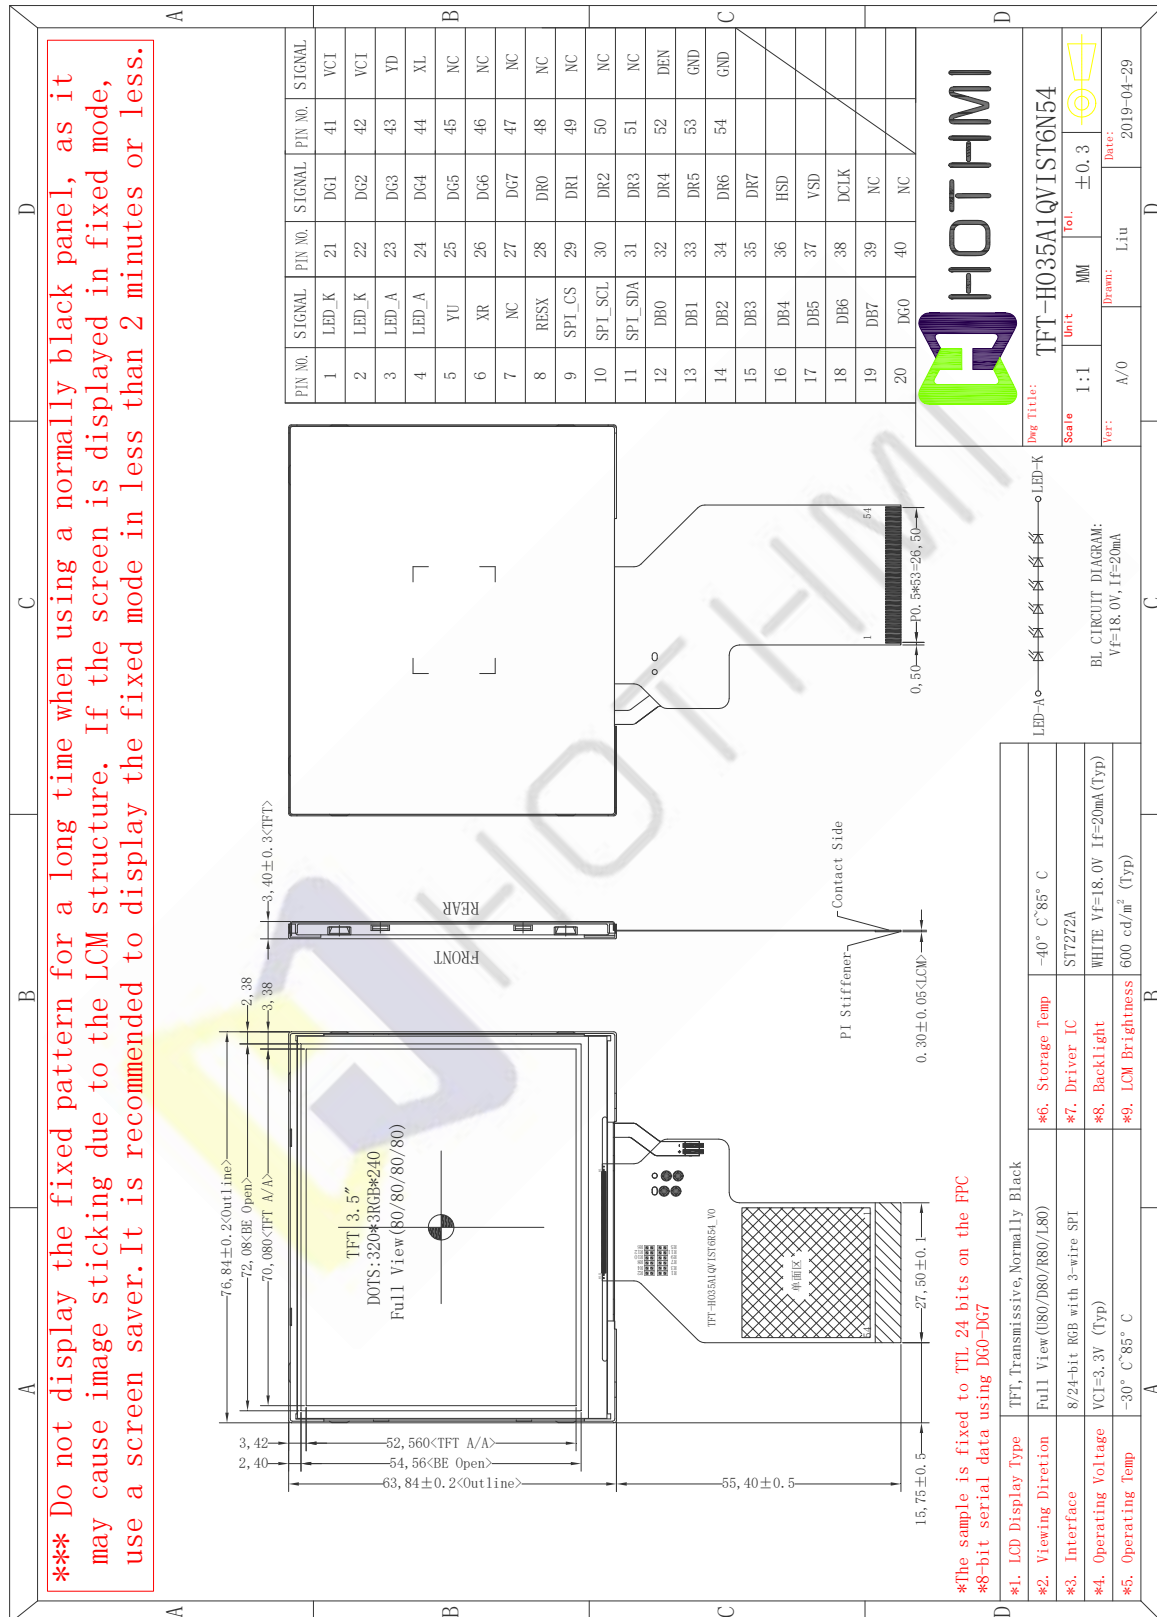 *** Do not display the fixed pattern for a long time when using a normally black panel, as it
may cause image sticking due to the LCM structure. If the screen is displayed in fixed mode,
use a screen saver.It is recommended to display the fixed mode in less than 2 minutes or less.
A B C D
A B C D
A B C D
A B C D
76,84±0.2<Outline>
72,08<BE Open>
70,080<TFT A/A>
2,38
3,38
3,40±0.3<TFT>
3,42
2,40
52,560<TFT A/A>
54,56<BE Open>
63,84±0.2<Outline>
55,40±0.5
15,75±0.5
27,50±0.1
TFT 3.5″
DOTS:320*3RGB*240
Full View(80/80/80/80)
TFT-H035A1QVIST6R54_V0
单面区
54
1
FRONT
REAR
PI Stiffener
Contact Side
0.30±0.05<LCM>
1
54
0,50
P0.5*53=26,50
PIN NO. SIGNAL PIN NO. SIGNAL PIN NO. SIGNAL
1 LED_K 21 DG1 41 VCI
2 LED_K 22 DG2 42 VCI
3 LED_A 23 DG3 43 YD
4 LED_A 24 DG4 44 XL
5 YU 25 DG5 45 NC
6 XR 26 DG6 46 NC
7 NC 27 DG7 47 NC
8 RESX 28 DR0 48 NC
9 SPI_CS 29 DR1 49 NC
10 SPI_SCL 30 DR2 50 NC
11 SPI_SDA 31 DR3 51 NC
12 DB0 32 DR4 52 DEN
13 DB1 33 DR5 53 GND
14 DB2 34 DR6 54 GND
15 DB3 35 DR7
16 DB4 36 HSD
17 DB5 37 VSD
18 DB6 38 DCLK
19 DB7 39 NC
20 DG0 40 NC
*The sample is fixed to TTL 24 bits on the FPC
*8-bit serial data using DG0-DG7
*1. LCD Display Type TFT,Transmissive,Normally Black
*2. Viewing Diretion Full View(U80/D80/R80/L80) *6. Storage Temp -40° C~85° C
*3. Interface 8/24-bit RGB with 3-wire SPI *7. Driver IC ST7272A
*4. Operating Voltage VCI=3.3V (Typ) *8. Backlight WHITE Vf=18.0V If=20mA(Typ)
*5. Operating Temp -30° C~85° C *9. LCM Brightness 600 cd/m² (Typ)
LED-A LED-K
BL CIRCUIT DIAGRAM:
Vf=18.0V,If=20mA
HOTHMI
Dwg Title: TFT-H035A1QVIST6N54
Scale 1:1 Unit MM Tol. ±0.3
Ver: A/0 Drawn: Liu Date: 2019-04-29
HOTHMI